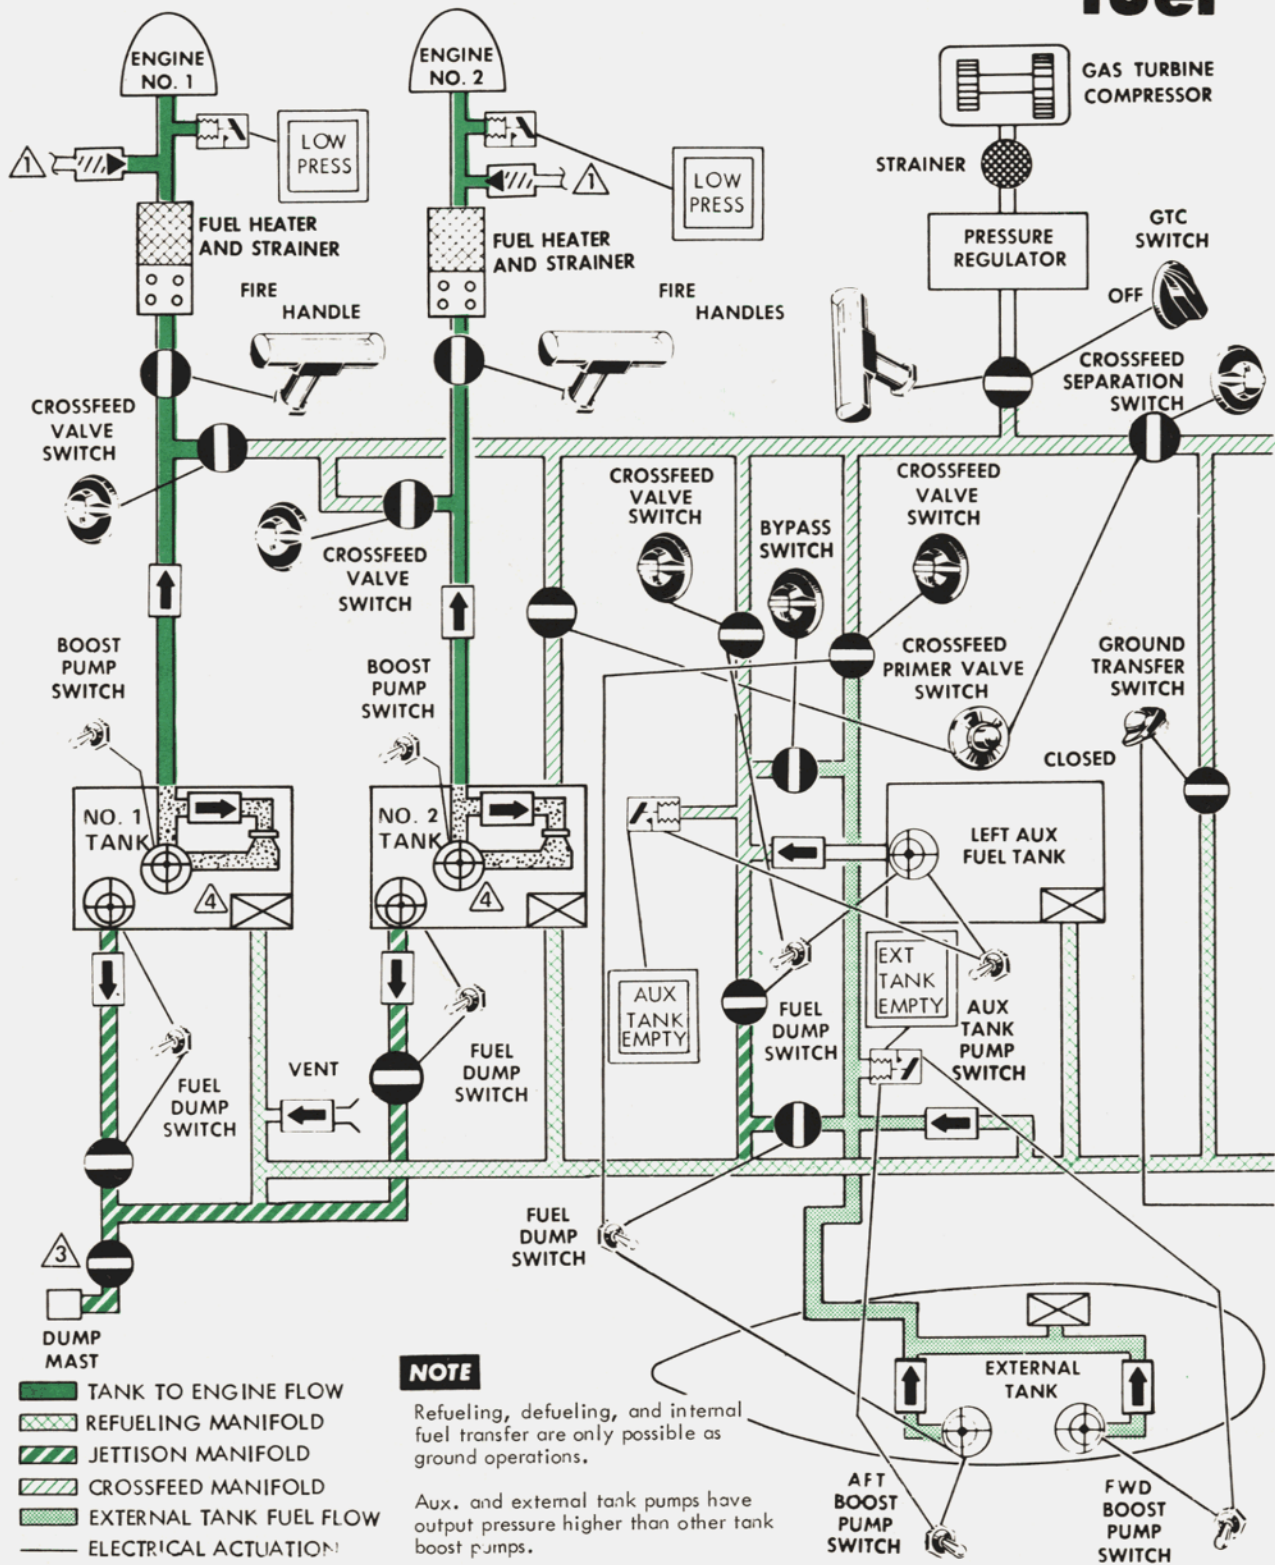 fuel
ENGINE
NO. 1
ENGINE
NO. 2
GAS TURBINE
COMPRESSOR
LOW
PRESS
1
STRAINER
1
LOW
PRESS
FUEL HEATER
AND STRAINER
FUEL HEATER
AND STRAINER
PRESSURE
REGULATOR
GTC
SWITCH
OFF
FIRE
HANDLE
FIRE
HANDLES
CROSSFEED
SEPARATION
SWITCH
CROSSFEED
VALVE
SWITCH
CROSSFEED
VALVE
SWITCH
CROSSFEED
VALVE
SWITCH
BYPASS
SWITCH
CROSSFEED
VALVE
SWITCH
BOOST
PUMP
SWITCH
BOOST
PUMP
SWITCH
CROSSFEED
PRIMER VALVE
SWITCH
GROUND
TRANSFER
SWITCH
CLOSED
NO. 1
TANK
4
NO. 2
TANK
4
LEFT AUX
FUEL TANK
AUX
TANK
EMPTY
EXT
TANK
EMPTY
FUEL
DUMP
SWITCH
AUX
TANK
PUMP
SWITCH
FUEL
DUMP
SWITCH
VENT
FUEL
DUMP
SWITCH
FUEL
DUMP
SWITCH
3
DUMP
MAST
EXTERNAL
TANK
AFT
BOOST
PUMP
SWITCH
FWD
BOOST
PUMP
SWITCH
TANK TO ENGINE FLOW
REFUELING MANIFOLD
JETTISON MANIFOLD
CROSSFEED MANIFOLD
EXTERNAL TANK FUEL FLOW
ELECTRICAL ACTUATION
NOTE
Refueling, defueling, and internal
fuel transfer are only possible as
ground operations.
Aux. and external tank pumps have
output pressure higher than other tank
boost pumps.